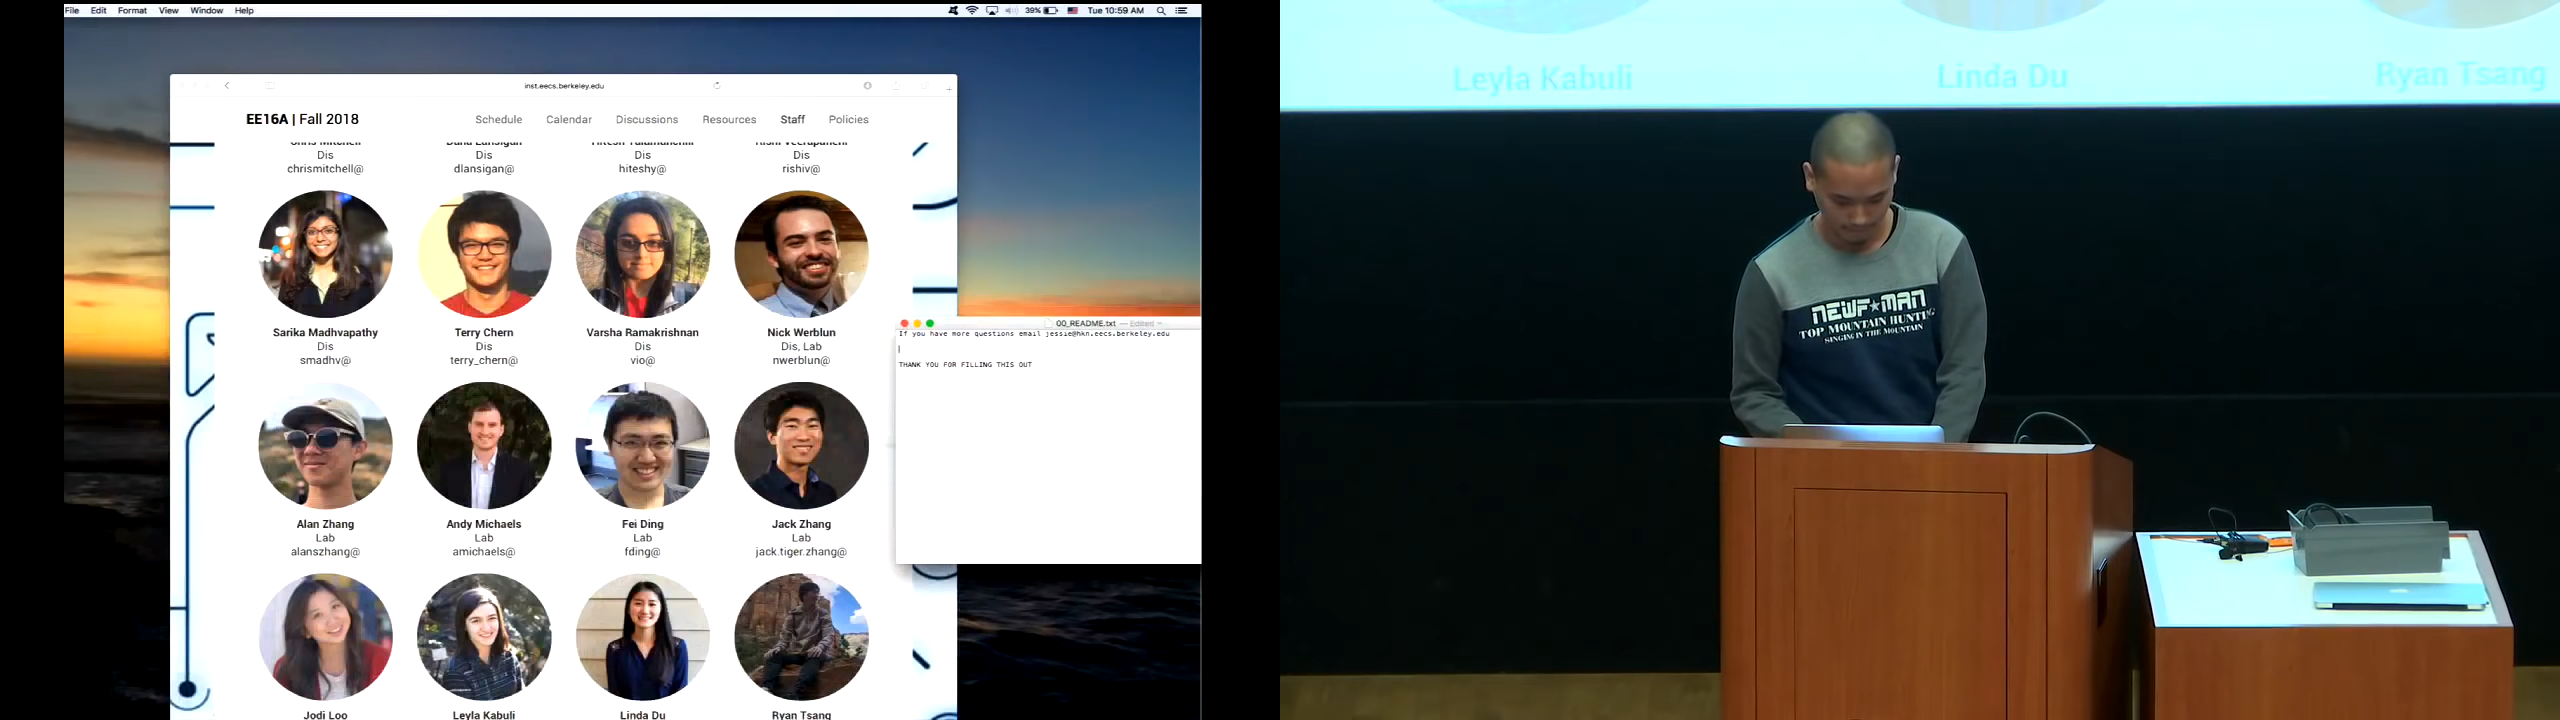 File Edit Format View Window Help
39% Tue 10:59 AM
inst.eecs.berkeley.edu
EE16A | Fall 2018
Schedule Calendar Discussions Resources Staff Policies
Dis Dis Dis Dis
chrismitchell@ dlansigan@ hiteshy@ rishiv@
Sarika Madhvapathy Terry Chern Varsha Ramakrishnan Nick Werblun
Dis Dis Dis Dis, Lab
smadhv@ terry_chern@ vio@ nwerblun@
Alan Zhang Andy Michaels Fei Ding Jack Zhang
Lab Lab Lab Lab
alanszhang@ amichaels@ fding@ jack.tiger.zhang@
Jodi Loo Leyla Kabuli Linda Du Ryan Tsang
00_README.txt — Edited
If you have more questions email jessie@hkn.eecs.berkeley.edu
THANK YOU FOR FILLING THIS OUT
Leyla Kabuli Linda Du Ryan Tsang
NEWF★MAN
TOP MOUNTAIN HUNTING
SINGING IN THE MOUNTAIN